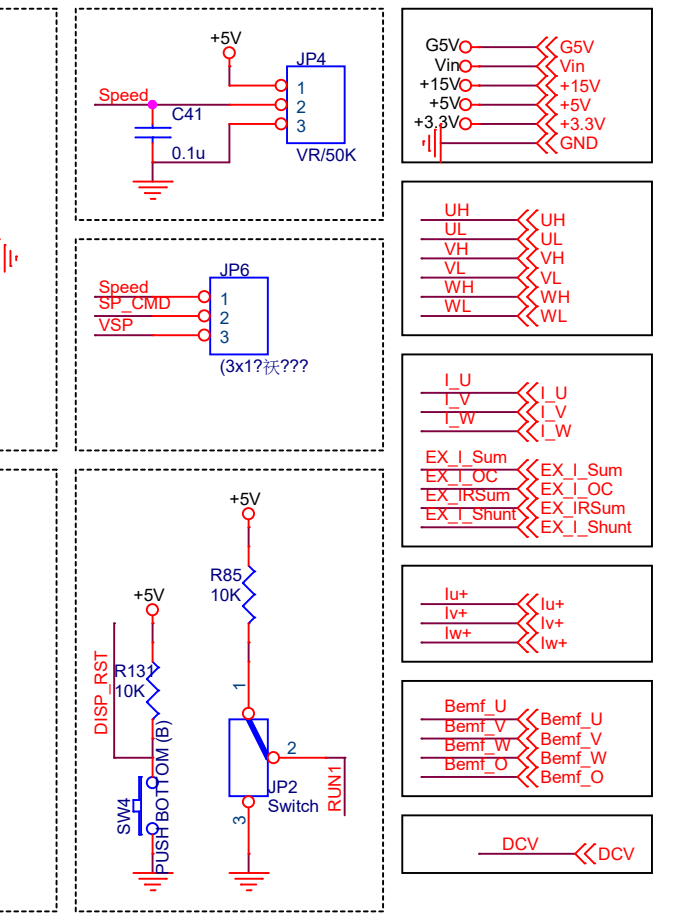 +5V
JP4
1
Speed
2
C41
3
0.1u
VR/50K
JP6
Speed
1
SP_CMD
2
VSP
3
(3x1?祆???
+5V
R85
10K
+5V
R131
10K
DISP_RST
1
2
JP2
Switch
3
RUN1
SW4
PUSH BOTTOM (B)
G5V G5V
Vin Vin
+15V +15V
+5V +5V
+3.3V +3.3V
GND
UH UH
UL UL
VH VH
VL VL
WH WH
WL WL
I_U I_U
I_V I_V
I_W I_W
EX_I_Sum EX_I_Sum
EX_I_OC EX_I_OC
EX_IRSum EX_IRSum
EX_I_Shunt EX_I_Shunt
Iu+ Iu+
Iv+ Iv+
Iw+ Iw+
Bemf_U Bemf_U
Bemf_V Bemf_V
Bemf_W Bemf_W
Bemf_O Bemf_O
DCV DCV